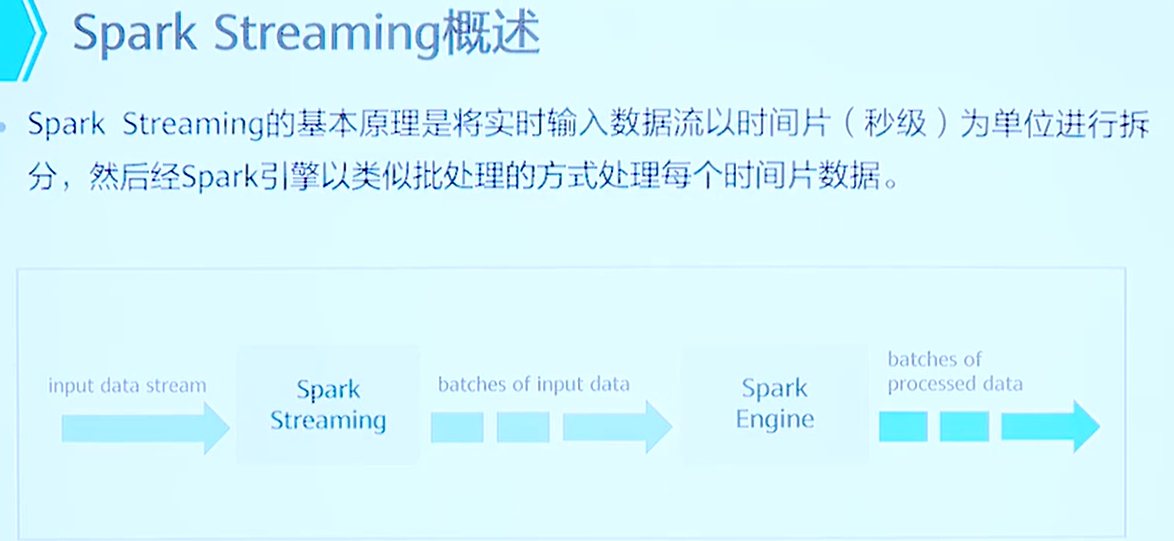 Spark Streaming概述
Spark Streaming的基本原理是将实时输入数据流以时间片（秒级）为单位进行拆
分，然后经Spark引擎以类似批处理的方式处理每个时间片数据。
input data stream
Spark
Streaming
batches of input data
Spark
Engine
batches of
processed data